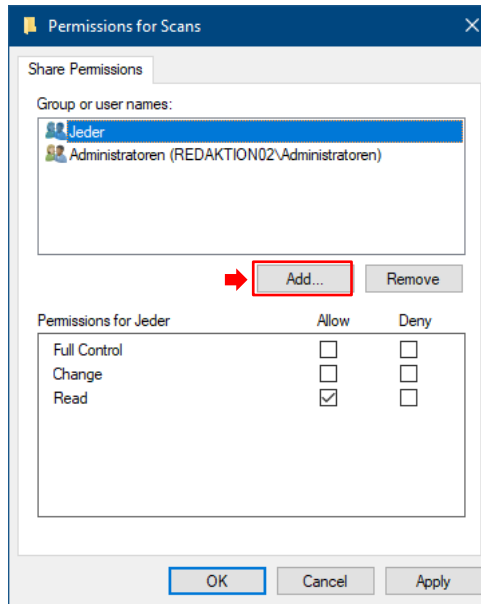 Permissions for Scans
Share Permissions
Group or user names:
Jeder
Administratoren (REDAKTION02\Administratoren)
Add... Remove
Permissions for Jeder Allow Deny
Full Control
Change
Read
OK Cancel Apply